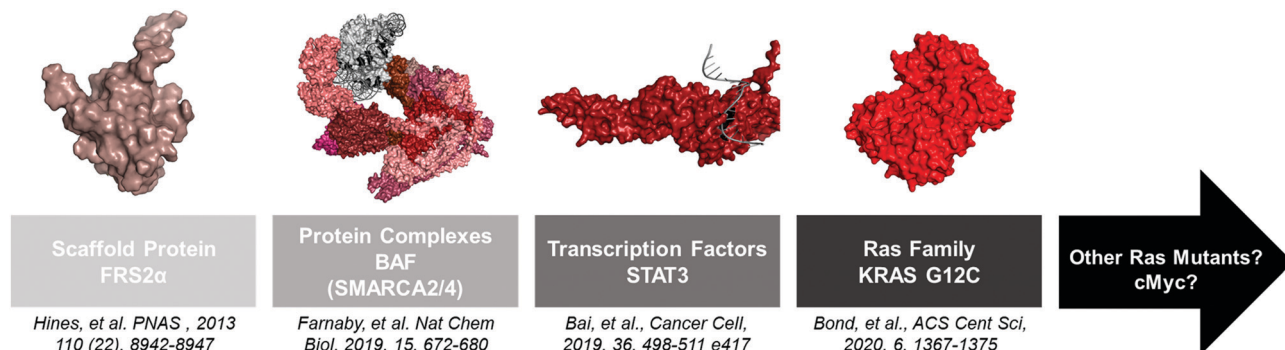 Scaffold Protein
FRS2α
Protein Complexes
BAF
(SMARCA2/4)
Transcription Factors
STAT3
Ras Family
KRAS G12C
Other Ras Mutants?
cMyc?
Hines, et al. PNAS , 2013
110 (22), 8942-8947
Farnaby, et al. Nat Chem
Biol, 2019, 15, 672-680
Bai, et al., Cancer Cell,
2019, 36, 498-511 e417
Bond, et al., ACS Cent Sci,
2020, 6, 1367-1375